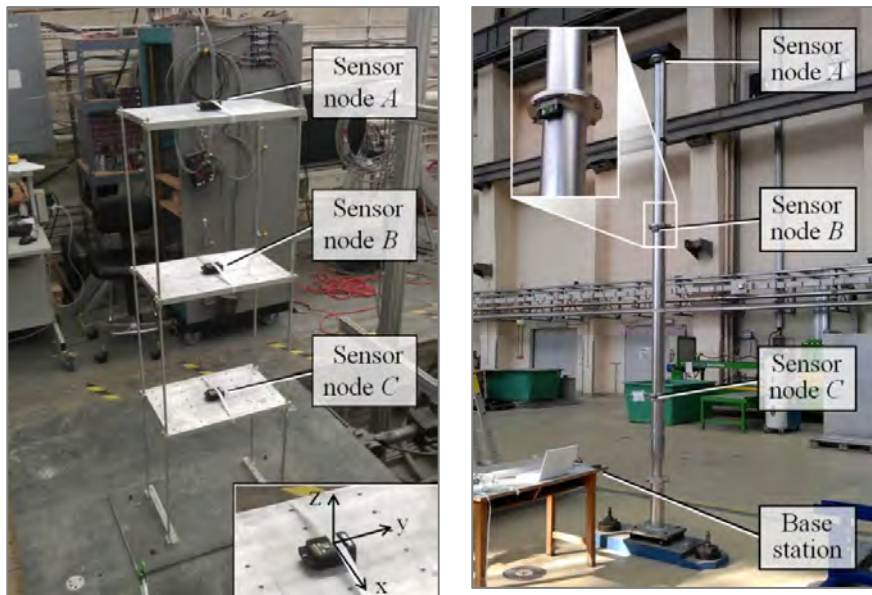 Sensor
node A
Sensor
node B
Sensor
node C
z
y
x
Sensor
node A
Sensor
node B
Sensor
node C
Base
station